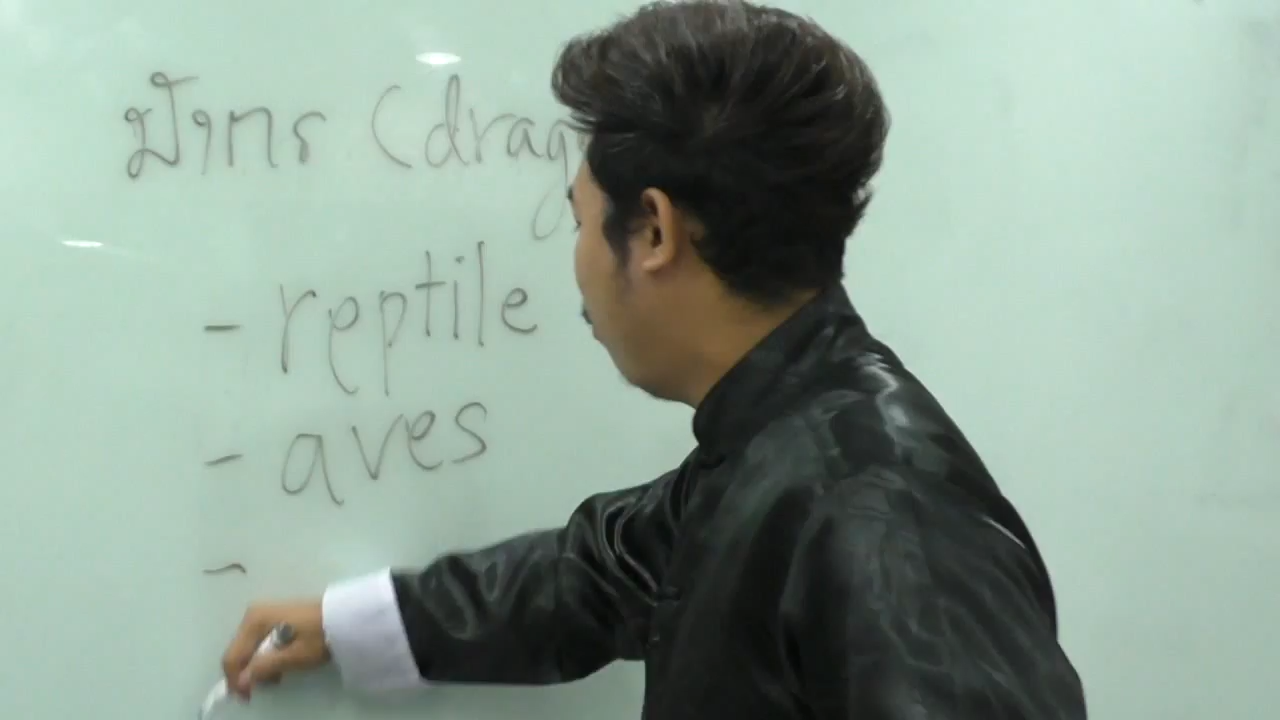 มังกร (drag
- reptile
- aves
-